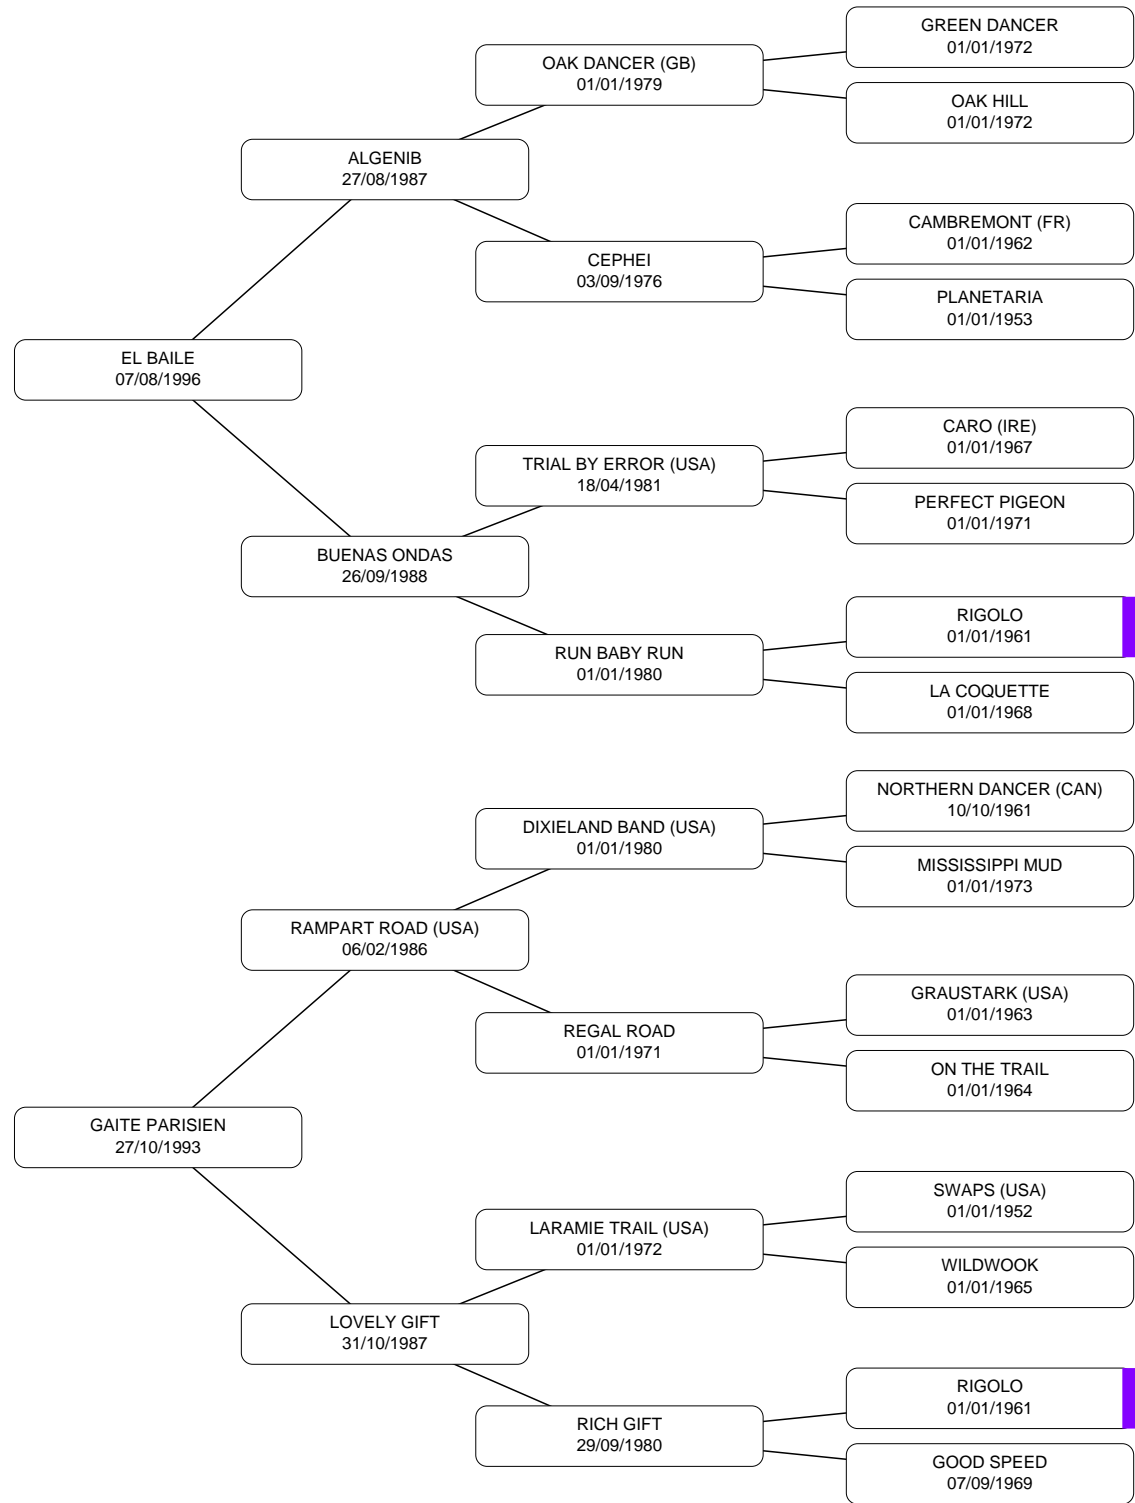 GREEN DANCER
01/01/1972
OAK DANCER (GB)
01/01/1979
OAK HILL
01/01/1972
ALGENIB
27/08/1987
CAMBREMONT (FR)
01/01/1962
CEPHEI
03/09/1976
PLANETARIA
01/01/1953
EL BAILE
07/08/1996
CARO (IRE)
01/01/1967
TRIAL BY ERROR (USA)
18/04/1981
PERFECT PIGEON
01/01/1971
BUENAS ONDAS
26/09/1988
RIGOLO
01/01/1961
RUN BABY RUN
01/01/1980
LA COQUETTE
01/01/1968
NORTHERN DANCER (CAN)
10/10/1961
DIXIELAND BAND (USA)
01/01/1980
MISSISSIPPI MUD
01/01/1973
RAMPART ROAD (USA)
06/02/1986
GRAUSTARK (USA)
01/01/1963
REGAL ROAD
01/01/1971
ON THE TRAIL
01/01/1964
GAITE PARISIEN
27/10/1993
SWAPS (USA)
01/01/1952
LARAMIE TRAIL (USA)
01/01/1972
WILDWOOK
01/01/1965
LOVELY GIFT
31/10/1987
RIGOLO
01/01/1961
RICH GIFT
29/09/1980
GOOD SPEED
07/09/1969